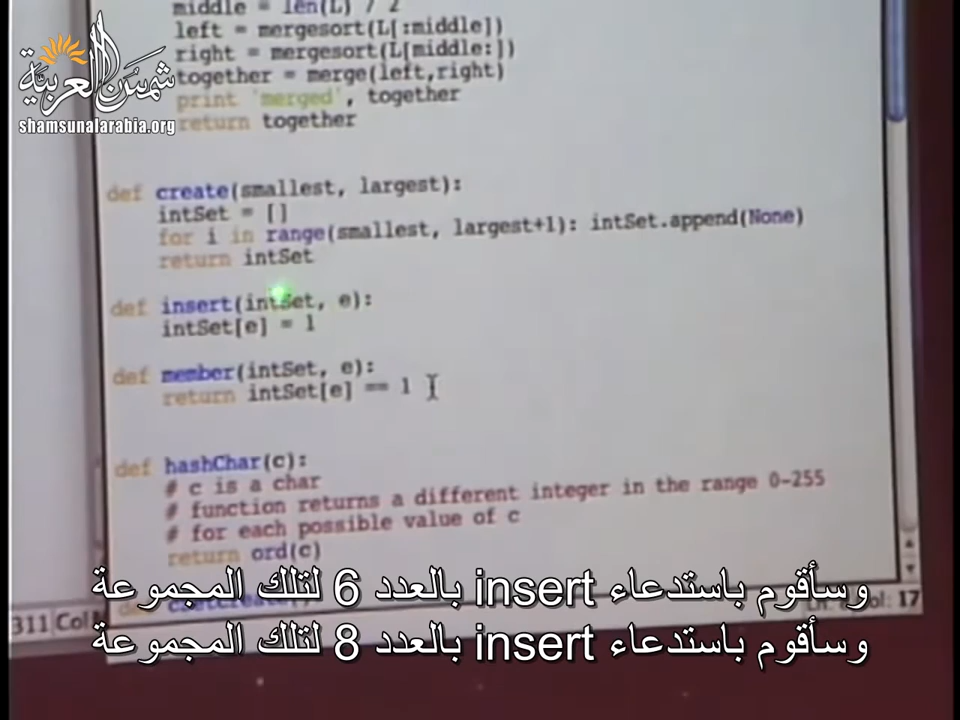 middle = len(L) / 2
left = mergesort(L[:middle])
right = mergesort(L[middle:])
together = merge(left,right)
print 'merged', together
return together
شمس العربية
shamsunalarabia.org
def create(smallest, largest):
intSet = []
for i in range(smallest, largest+1): intSet.append(None)
return intSet
def insert(intSet, e):
intSet[e] = 1
def member(intSet, e):
return intSet[e] == 1
def hashChar(c):
# c is a char
# function returns a different integer in the range 0-255
# for each possible value of c
return ord(c)
وسأقوم باستدعاء insert بالعدد 6 لتلك المجموعة
وسأقوم باستدعاء insert بالعدد 8 لتلك المجموعة
311 Col
17